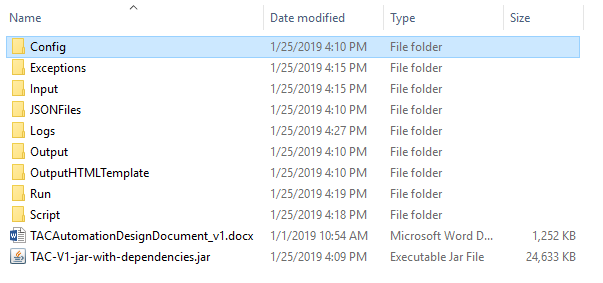 Name Date modified Type Size
Config 1/25/2019 4:10 PM File folder
Exceptions 1/25/2019 4:15 PM File folder
Input 1/25/2019 4:15 PM File folder
JSONFiles 1/25/2019 4:10 PM File folder
Logs 1/25/2019 4:27 PM File folder
Output 1/25/2019 4:10 PM File folder
OutputHTMLTemplate 1/25/2019 4:10 PM File folder
Run 1/25/2019 4:19 PM File folder
Script 1/25/2019 4:18 PM File folder
TACAutomationDesignDocument_v1.docx 1/1/2019 10:54 AM Microsoft Word D... 1,252 KB
TAC-V1-jar-with-dependencies.jar 1/25/2019 4:09 PM Executable Jar File 24,633 KB